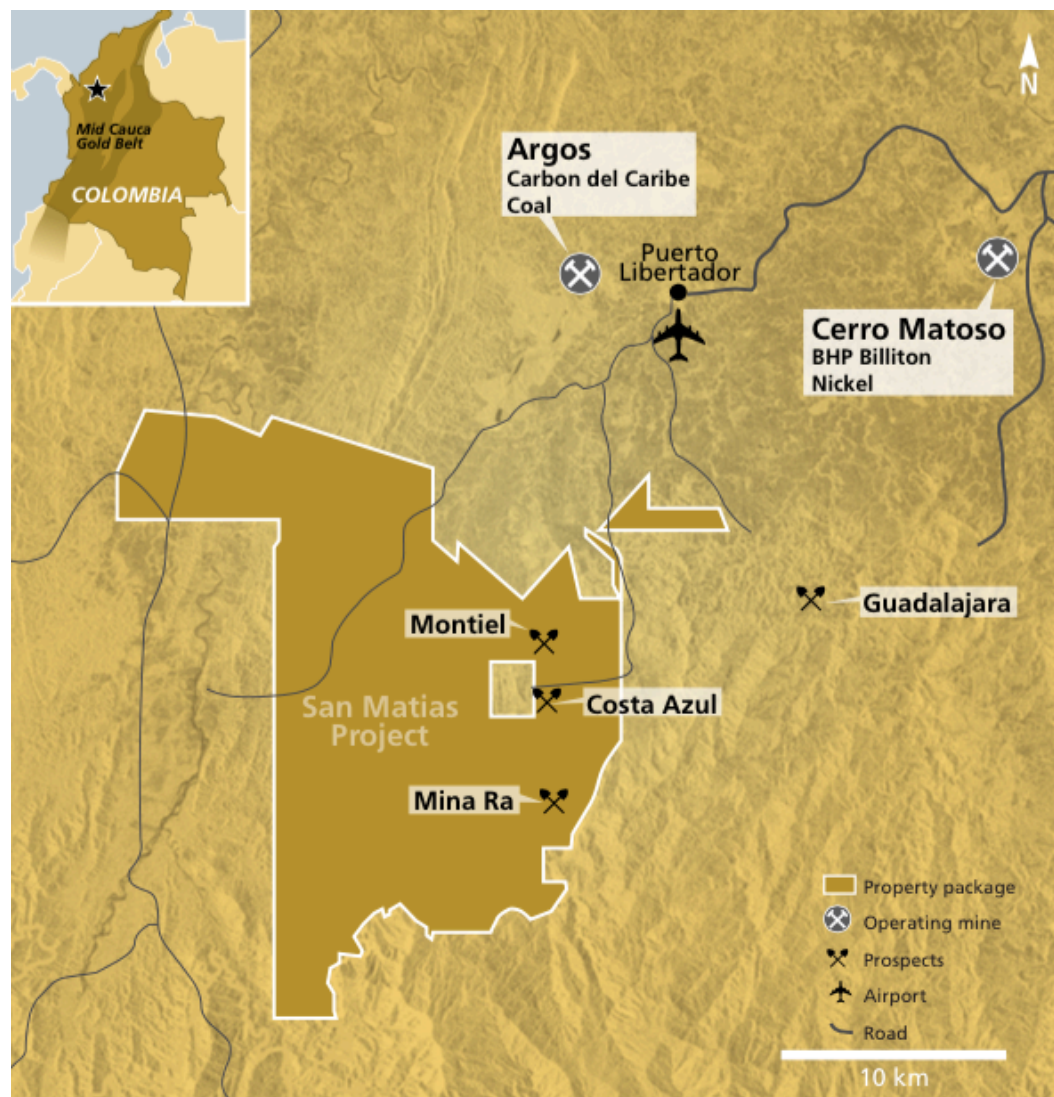 Mid Cauca
Gold Belt
COLOMBIA
N
Argos
Carbon del Caribe
Coal
Puerto
Libertador
Cerro Matoso
BHP Billiton
Nickel
Guadalajara
Montiel
San Matias
Project
Costa Azul
Mina Ra
Property package
Operating mine
Prospects
Airport
Road
10 km